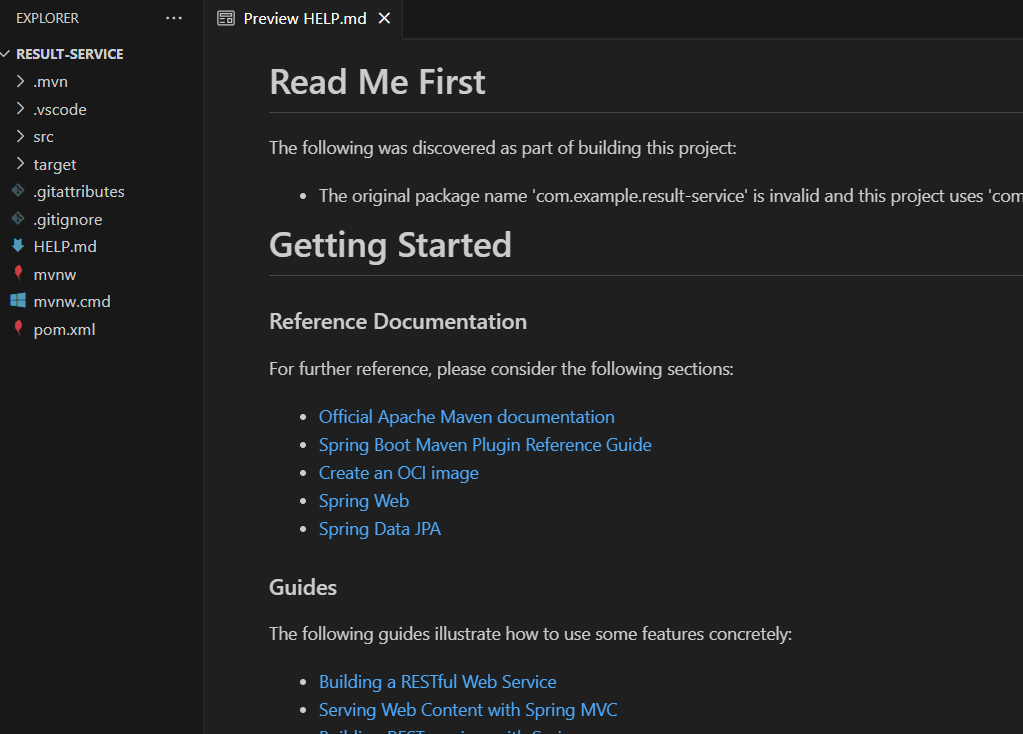 EXPLORER
RESULT-SERVICE
.mvn
.vscode
src
target
.gitattributes
.gitignore
HELP.md
mvnw
mvnw.cmd
pom.xml
Preview HELP.md
Read Me First
The following was discovered as part of building this project:
• The original package name 'com.example.result-service' is invalid and this project uses 'com
Getting Started
Reference Documentation
For further reference, please consider the following sections:
• Official Apache Maven documentation
• Spring Boot Maven Plugin Reference Guide
• Create an OCI image
• Spring Web
• Spring Data JPA
Guides
The following guides illustrate how to use some features concretely:
• Building a RESTful Web Service
• Serving Web Content with Spring MVC